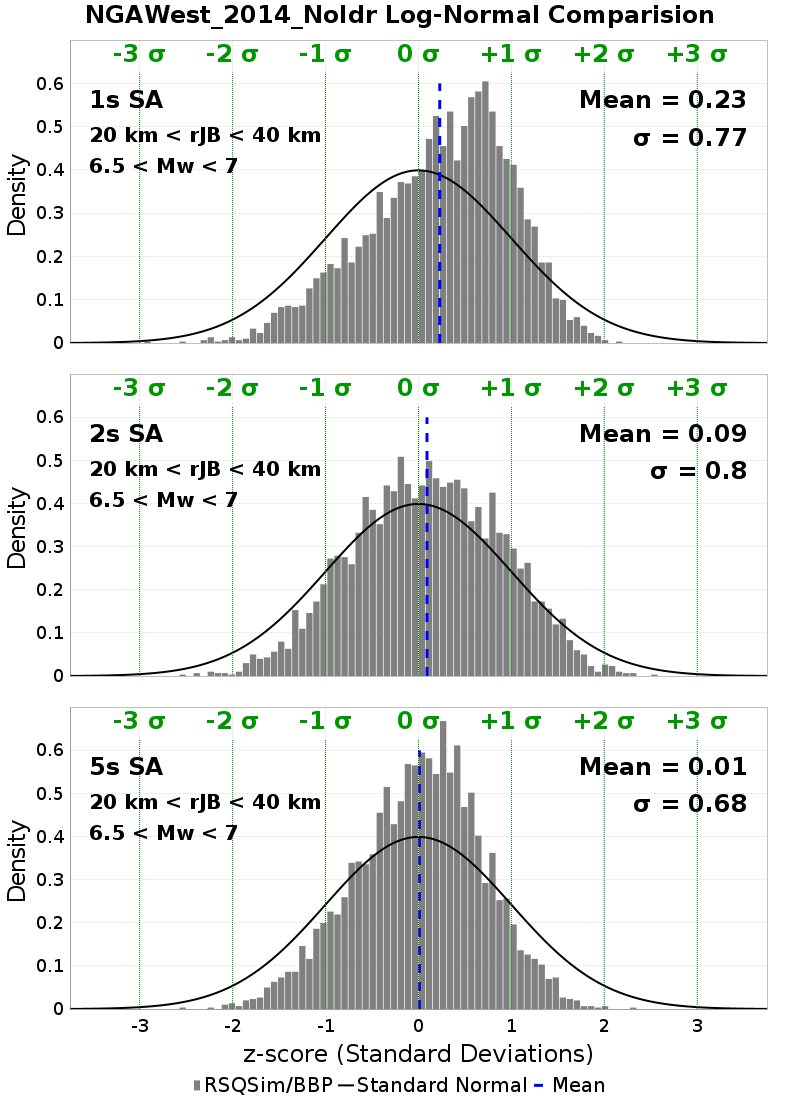 NGAWest_2014_NoIdr Log-Normal Comparision
-3 σ -2 σ -1 σ 0 σ +1 σ +2 σ +3 σ
0.6
1s SA
Mean = 0.23
0.5
20 km < rJB < 40 km
σ = 0.77
6.5 < Mw < 7
0.4
0.3
0.2
0.1
0
Density
-3 σ -2 σ -1 σ 0 σ +1 σ +2 σ +3 σ
0.6
2s SA
Mean = 0.09
0.5
20 km < rJB < 40 km
σ = 0.8
6.5 < Mw < 7
0.4
0.3
0.2
0.1
0
Density
-3 σ -2 σ -1 σ 0 σ +1 σ +2 σ +3 σ
0.6
5s SA
Mean = 0.01
0.5
20 km < rJB < 40 km
σ = 0.68
6.5 < Mw < 7
0.4
0.3
0.2
0.1
0
Density
-3 -2 -1 0 1 2 3
z-score (Standard Deviations)
RSQSim/BBP Standard Normal Mean